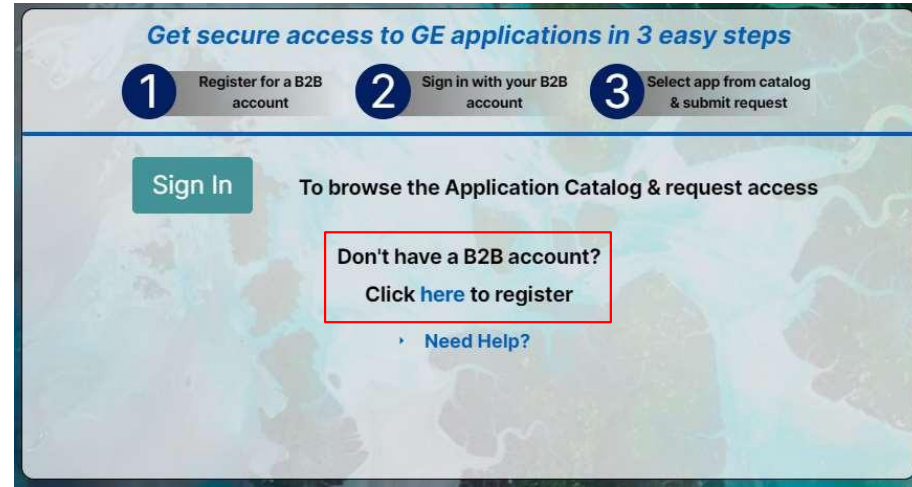 Get secure access to GE applications in 3 easy steps
1 Register for a B2B account
2 Sign in with your B2B account
3 Select app from catalog & submit request
Sign In
To browse the Application Catalog & request access
Don't have a B2B account?
Click here to register
Need Help?